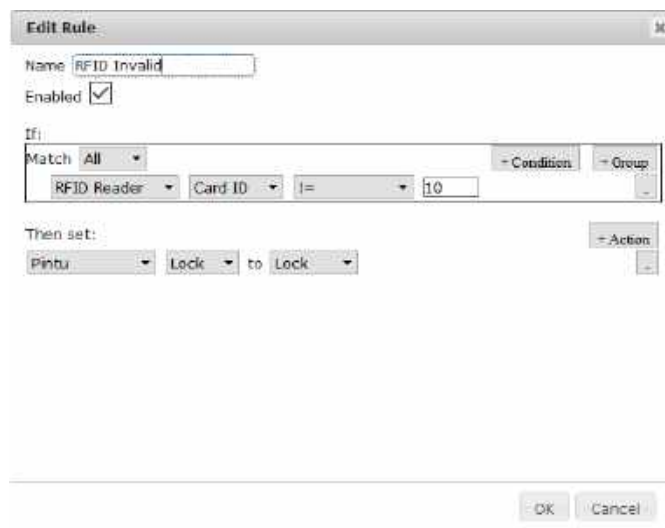 Edit Rule
Name RFID Invalid
Enabled
If:
Match All + Condition + Group
RFID Reader Card ID != 10 -
Then set:
+ Action
Pintu Lock to Lock -
OK Cancel